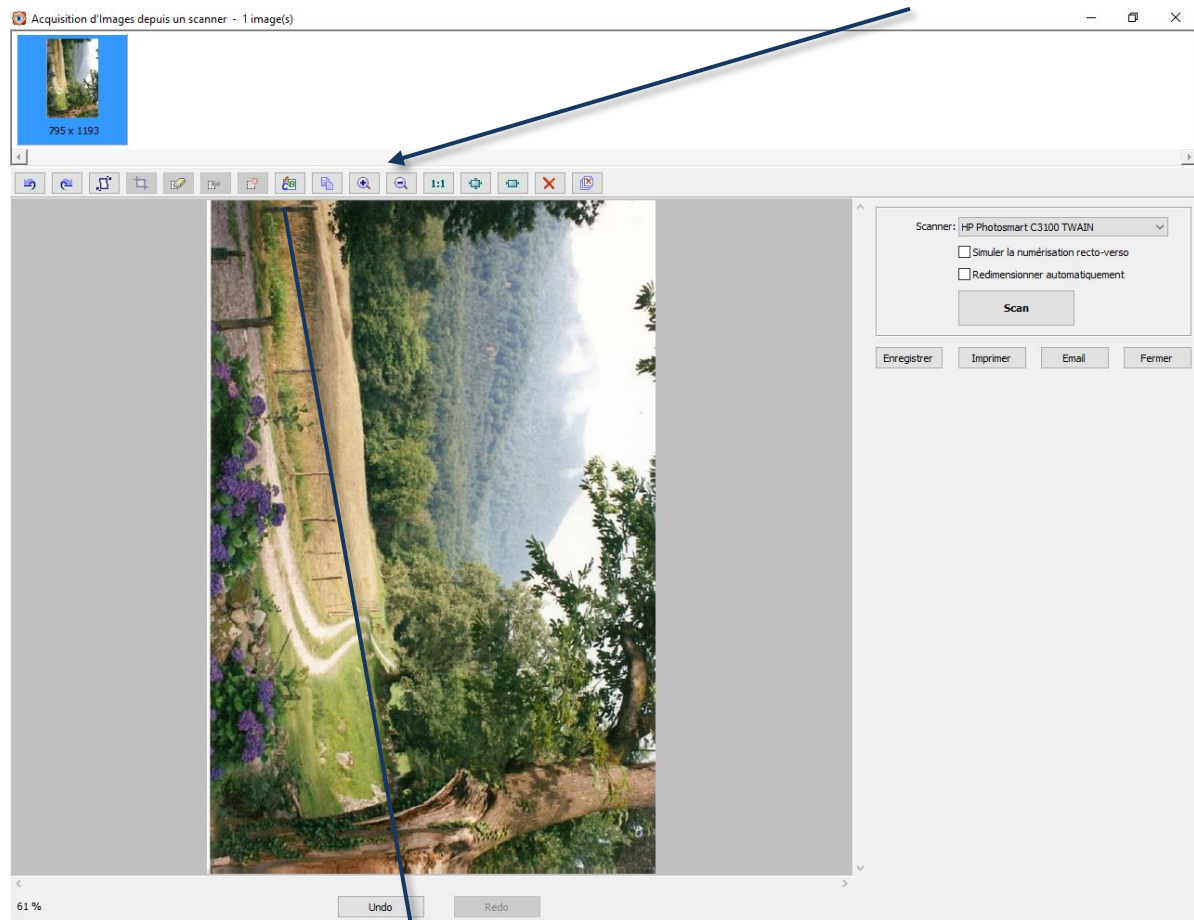 Acquisition d'Images depuis un scanner - 1 image(s)
795 x 1193
1:1
Scanner: HP Photosmart C3100 TWAIN
Simuler la numérisation recto-verso
Redimensionner automatiquement
Scan
Enregistrer Imprimer Email Fermer
61 % Undo Redo